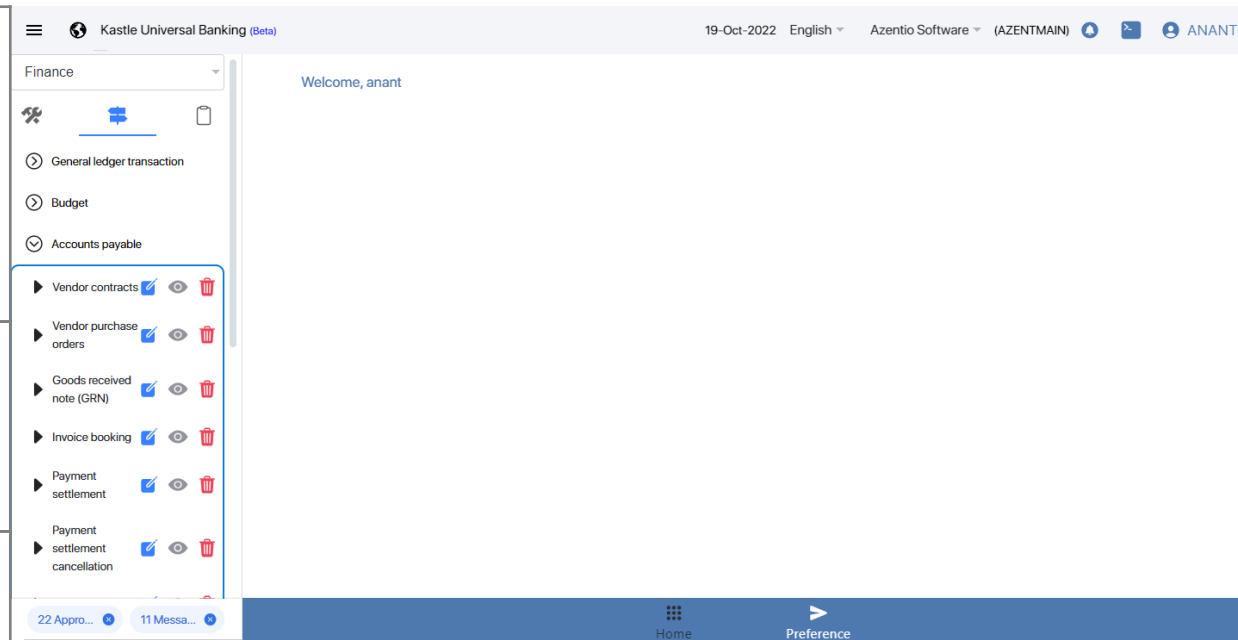 Kastle Universal Banking (Beta)
19-Oct-2022 English Azentio Software (AZENTMAIN) ANANT
Finance
Welcome, anant
General ledger transaction
Budget
Accounts payable
Vendor contracts
Vendor purchase
orders
Goods received
note (GRN)
Invoice booking
Payment
settlement
Payment
settlement
cancellation
22 Appro... 11 Messa...
Home Preference